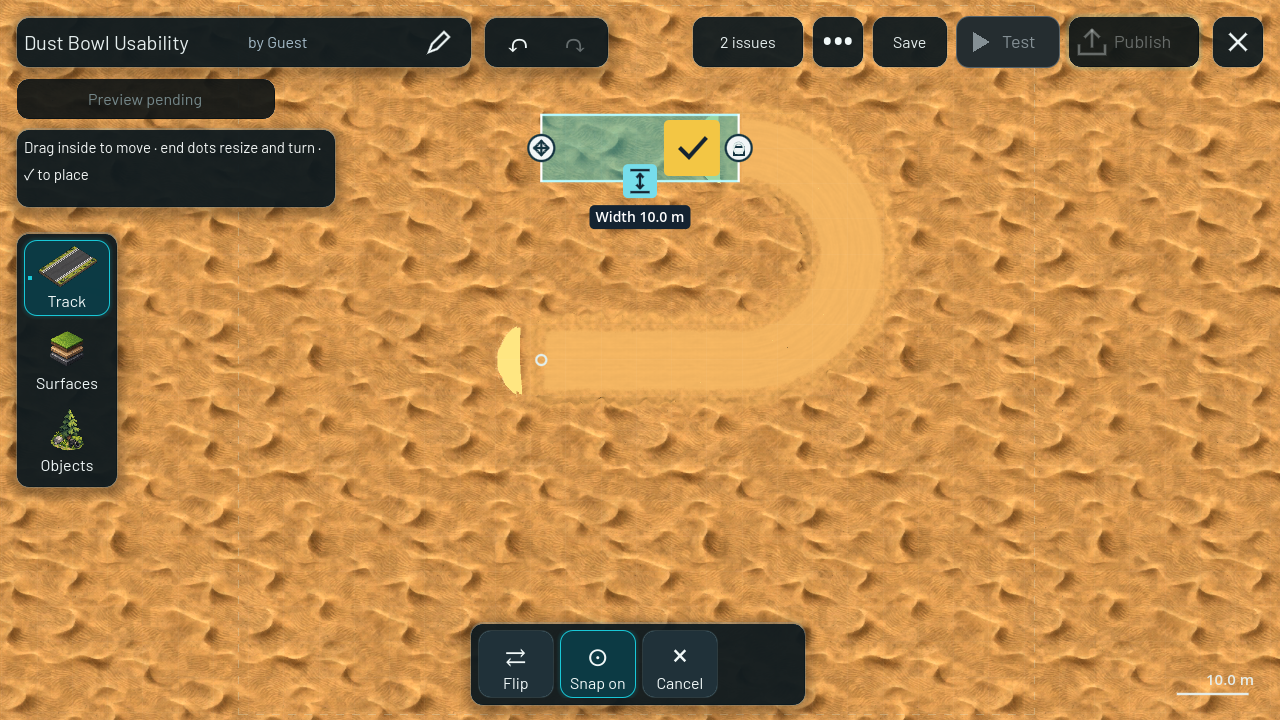 Dust Bowl Usability
by Guest
2 issues
Save
Test
Publish
Preview pending
Drag inside to move · end dots resize and turn ·
✓ to place
Width 10.0 m
Track
Surfaces
Objects
Flip
Snap on
Cancel
10.0 m